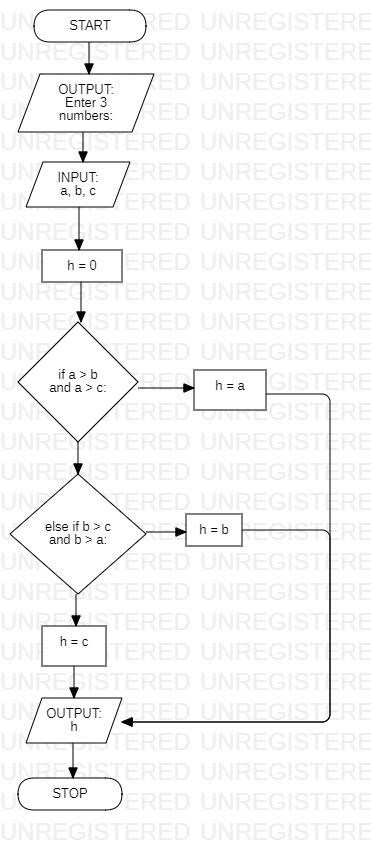 START
OUTPUT:
Enter 3
numbers:
INPUT:
a, b, c
h = 0
if a > b
and a > c:
h = a
else if b > c
and b > a:
h = b
h = c
OUTPUT:
h
STOP
UNREGISTERED UNREGISTERE